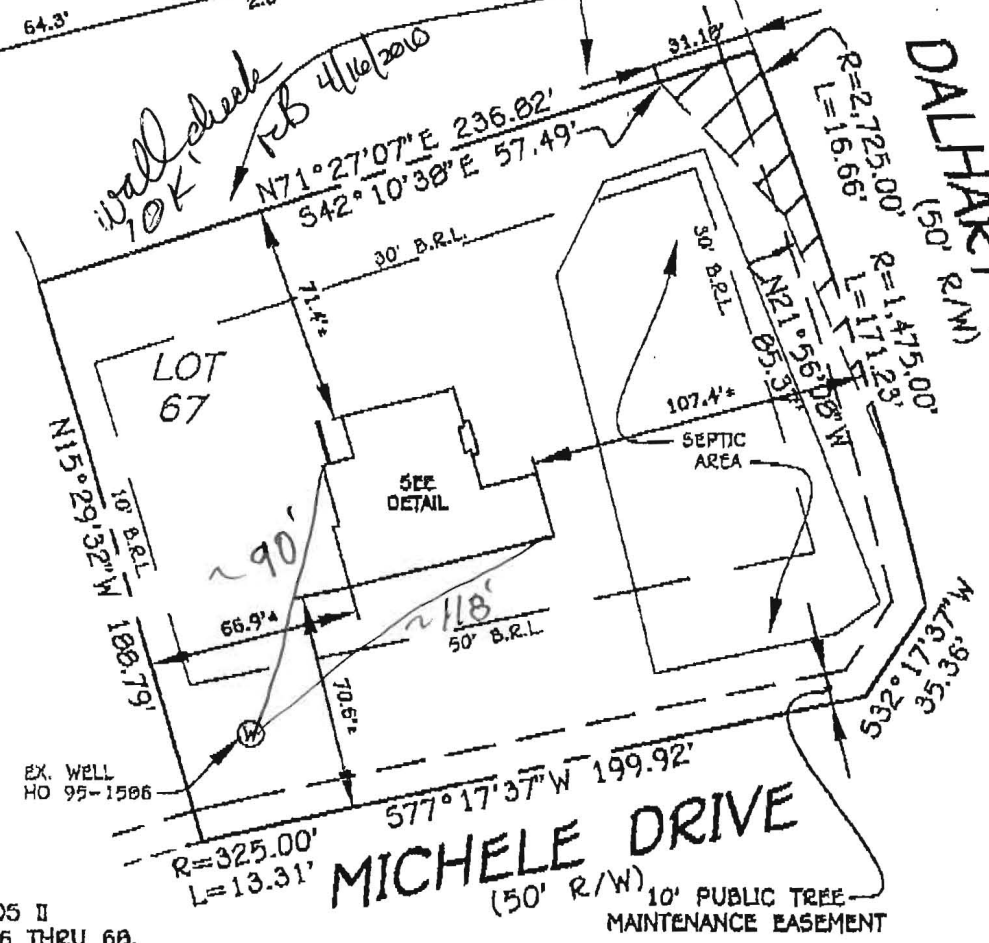 64.3'
Wall check
10K'
4/16/2010
31.18'
N71°27'07"E 236.82'
S42°10'38"E 57.49'
R=2,725.00'
L=16.66'
DALHART
(50' R/W)
30' B.R.L.
71.4'±
30' B.R.L.
N21°56'08"W
85.37'
R=1,475.00'
L=171.23'
LOT
67
107.4'±
SEPTIC
AREA
SEE
DETAIL
N15°29'32"W 188.79'
10' B.R.L.
~90'
66.9'±
~118'
50' B.R.L.
70.6'±
W
EX. WELL
HO 95-1586
S32°17'37"W
35.36'
S77°17'37"W 199.92'
R=325.00'
L=13.31'
MICHELE DRIVE
(50' R/W)
10' PUBLIC TREE
MAINTENANCE EASEMENT
THRU 68.